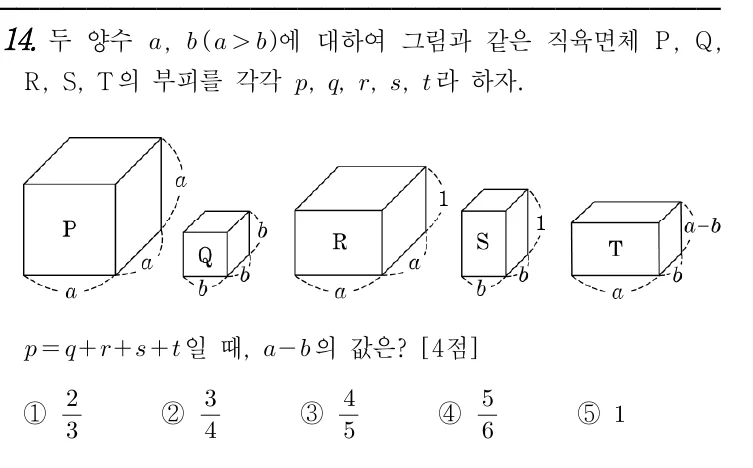 14. 두 양수 a, b(a>b)에 대하여 그림과 같은 직육면체 P, Q,
R, S, T의 부피를 각각 p, q, r, s, t라 하자.
P a a a
Q b b b
R 1 a a
S 1 b b
T a-b b a
p=q+r+s+t일 때, a-b의 값은? [4점]
① 2/3 ② 3/4 ③ 4/5 ④ 5/6 ⑤ 1